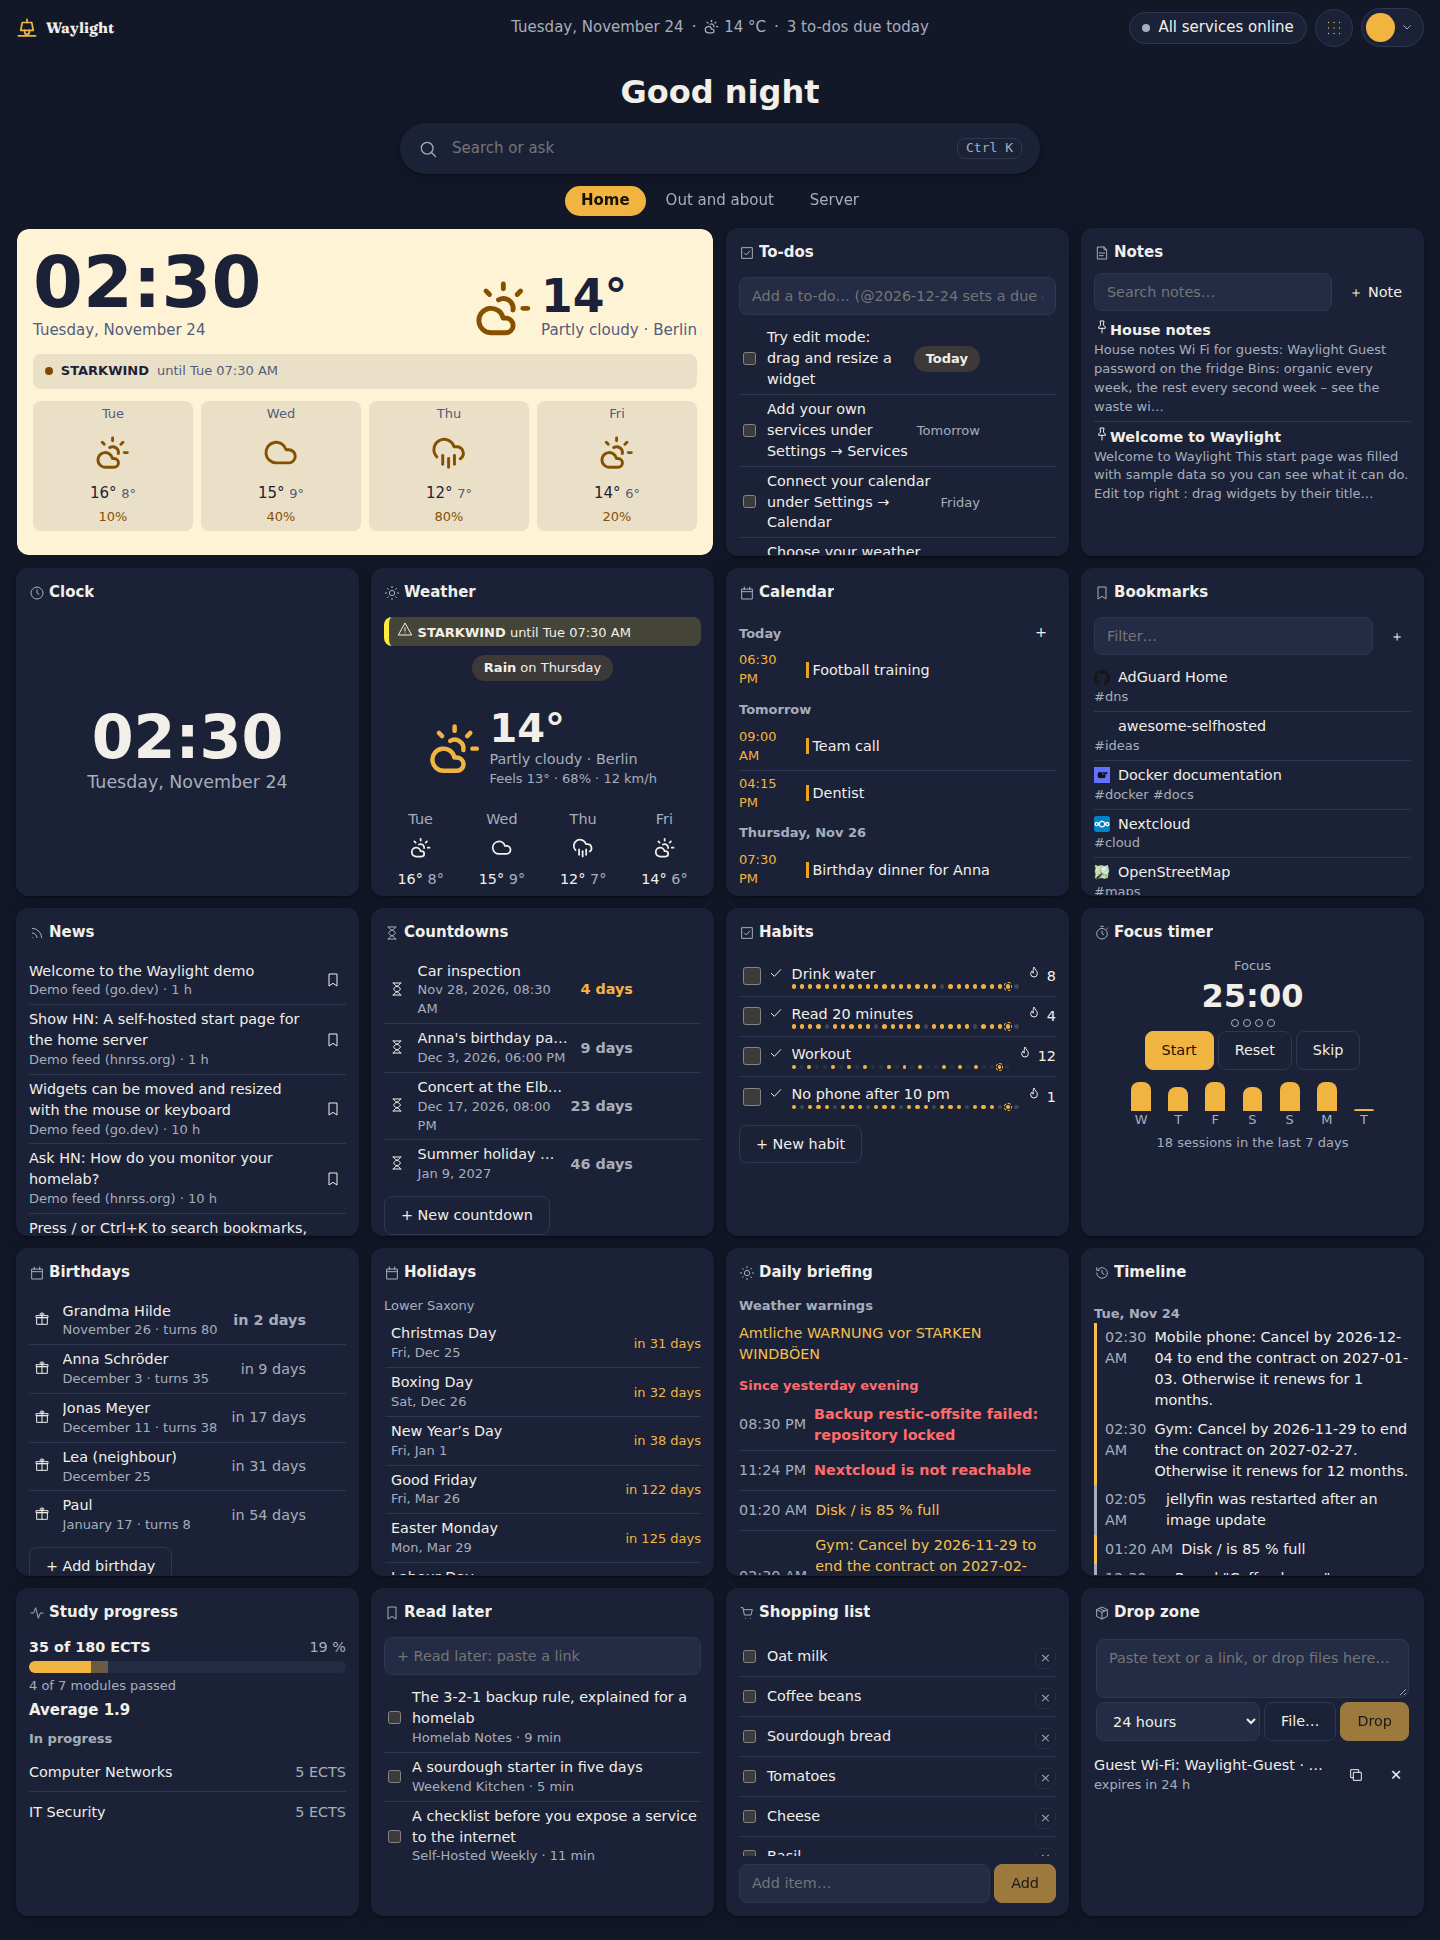 Waylight
Tuesday, November 24 · 14 °C · 3 to-dos due today
All services online
Good night
Search or ask
Ctrl K
Home
Out and about
Server
02:30
Tuesday, November 24
14°
Partly cloudy · Berlin
STARKWIND until Tue 07:30 AM
Tue
16° 8°
10%
Wed
15° 9°
40%
Thu
12° 7°
80%
Fri
14° 6°
20%
To-dos
Add a to-do... (@2026-12-24 sets a due
Try edit mode:
drag and resize a
widget
Today
Add your own
services under
Settings → Services
Tomorrow
Connect your calendar
under Settings →
Calendar
Friday
Choose your weather
Notes
Search notes...
+ Note
House notes
House notes Wi Fi for guests: Waylight Guest
password on the fridge Bins: organic every
week, the rest every second week – see the
waste wi...
Welcome to Waylight
Welcome to Waylight This start page was filled
with sample data so you can see what it can do.
Edit top right : drag widgets by their title...
Clock
02:30
Tuesday, November 24
Weather
STARKWIND until Tue 07:30 AM
Rain on Thursday
14°
Partly cloudy · Berlin
Feels 13° · 68% · 12 km/h
Tue
Wed
Thu
Fri
16° 8°
15° 9°
12° 7°
14° 6°
Calendar
Today
+
06:30
PM
Football training
Tomorrow
09:00
AM
Team call
04:15
PM
Dentist
Thursday, Nov 26
07:30
PM
Birthday dinner for Anna
Bookmarks
Filter...
+
AdGuard Home
#dns
awesome-selfhosted
#ideas
Docker documentation
#docker #docs
Nextcloud
#cloud
OpenStreetMap
#maps
News
Welcome to the Waylight demo
Demo feed (go.dev) · 1 h
Show HN: A self-hosted start page for
the home server
Demo feed (hnrss.org) · 1 h
Widgets can be moved and resized
with the mouse or keyboard
Demo feed (go.dev) · 10 h
Ask HN: How do you monitor your
homelab?
Demo feed (hnrss.org) · 10 h
Press / or Ctrl+K to search bookmarks,
Countdowns
Car inspection
Nov 28, 2026, 08:30
AM
4 days
Anna's birthday pa...
Dec 3, 2026, 06:00 PM
9 days
Concert at the Elb...
Dec 17, 2026, 08:00
PM
23 days
Summer holiday ...
Jan 9, 2027
46 days
+ New countdown
Habits
Drink water
8
Read 20 minutes
4
Workout
12
No phone after 10 pm
1
+ New habit
Focus timer
Focus
25:00
Start
Reset
Skip
W T F S S M T
18 sessions in the last 7 days
Birthdays
Grandma Hilde
November 26 · turns 80
in 2 days
Anna Schröder
December 3 · turns 35
in 9 days
Jonas Meyer
December 11 · turns 38
in 17 days
Lea (neighbour)
December 25
in 31 days
Paul
January 17 · turns 8
in 54 days
+ Add birthday
Holidays
Lower Saxony
Christmas Day
Fri, Dec 25
in 31 days
Boxing Day
Sat, Dec 26
in 32 days
New Year's Day
Fri, Jan 1
in 38 days
Good Friday
Fri, Mar 26
in 122 days
Easter Monday
Mon, Mar 29
in 125 days
Labour Day
Daily briefing
Weather warnings
Amtliche WARNUNG vor STARKEN
WINDBÖEN
Since yesterday evening
08:30 PM
Backup restic-offsite failed:
repository locked
11:24 PM Nextcloud is not reachable
01:20 AM Disk / is 85 % full
Gym: Cancel by 2026-11-29 to
end the contract on 2027-02-
02:30 AM
Timeline
Tue, Nov 24
02:30
AM
Mobile phone: Cancel by 2026-12-
04 to end the contract on 2027-01-
03. Otherwise it renews for 1
months.
02:30
AM
Gym: Cancel by 2026-11-29 to end
the contract on 2027-02-27.
Otherwise it renews for 12 months.
02:05
AM
jellyfin was restarted after an
image update
01:20 AM Disk / is 85 % full
Study progress
35 of 180 ECTS
19 %
4 of 7 modules passed
Average 1.9
In progress
Computer Networks
5 ECTS
IT Security
5 ECTS
Read later
+ Read later: paste a link
The 3-2-1 backup rule, explained for a
homelab
Homelab Notes · 9 min
A sourdough starter in five days
Weekend Kitchen · 5 min
A checklist before you expose a service
to the internet
Self-Hosted Weekly · 11 min
Shopping list
Oat milk
Coffee beans
Sourdough bread
Tomatoes
Cheese
Basil
Add item...
Add
Drop zone
Paste text or a link, or drop files here...
24 hours
File...
Drop
Guest Wi-Fi: Waylight-Guest · ...
expires in 24 h